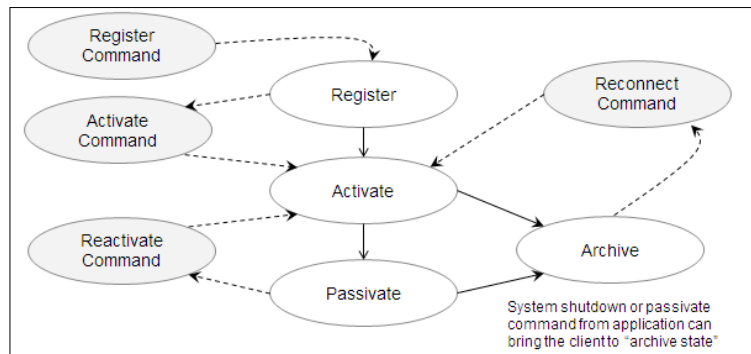 Register
Command
Register
Reconnect
Command
Activate
Command
Activate
Reactivate
Command
Archive
Passivate
System shutdown or passivate
command from application can
bring the client to “archive state”